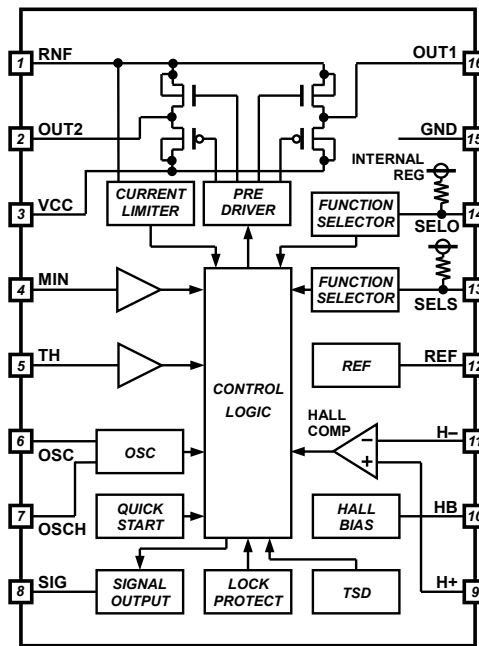 1 RNF
OUT1 16
2 OUT2
GND 15
INTERNAL
REG
3 VCC
CURRENT
LIMITER
PRE
DRIVER
FUNCTION
SELECTOR
14
SELO
4 MIN
FUNCTION
SELECTOR
13
SELS
5 TH
REF
REF 12
CONTROL
LOGIC
HALL
COMP
6
OSC
OSC
H– 11
–
+
7
OSCH
QUICK
START
HALL
BIAS
HB 10
8 SIG
SIGNAL
OUTPUT
LOCK
PROTECT
TSD
H+ 9